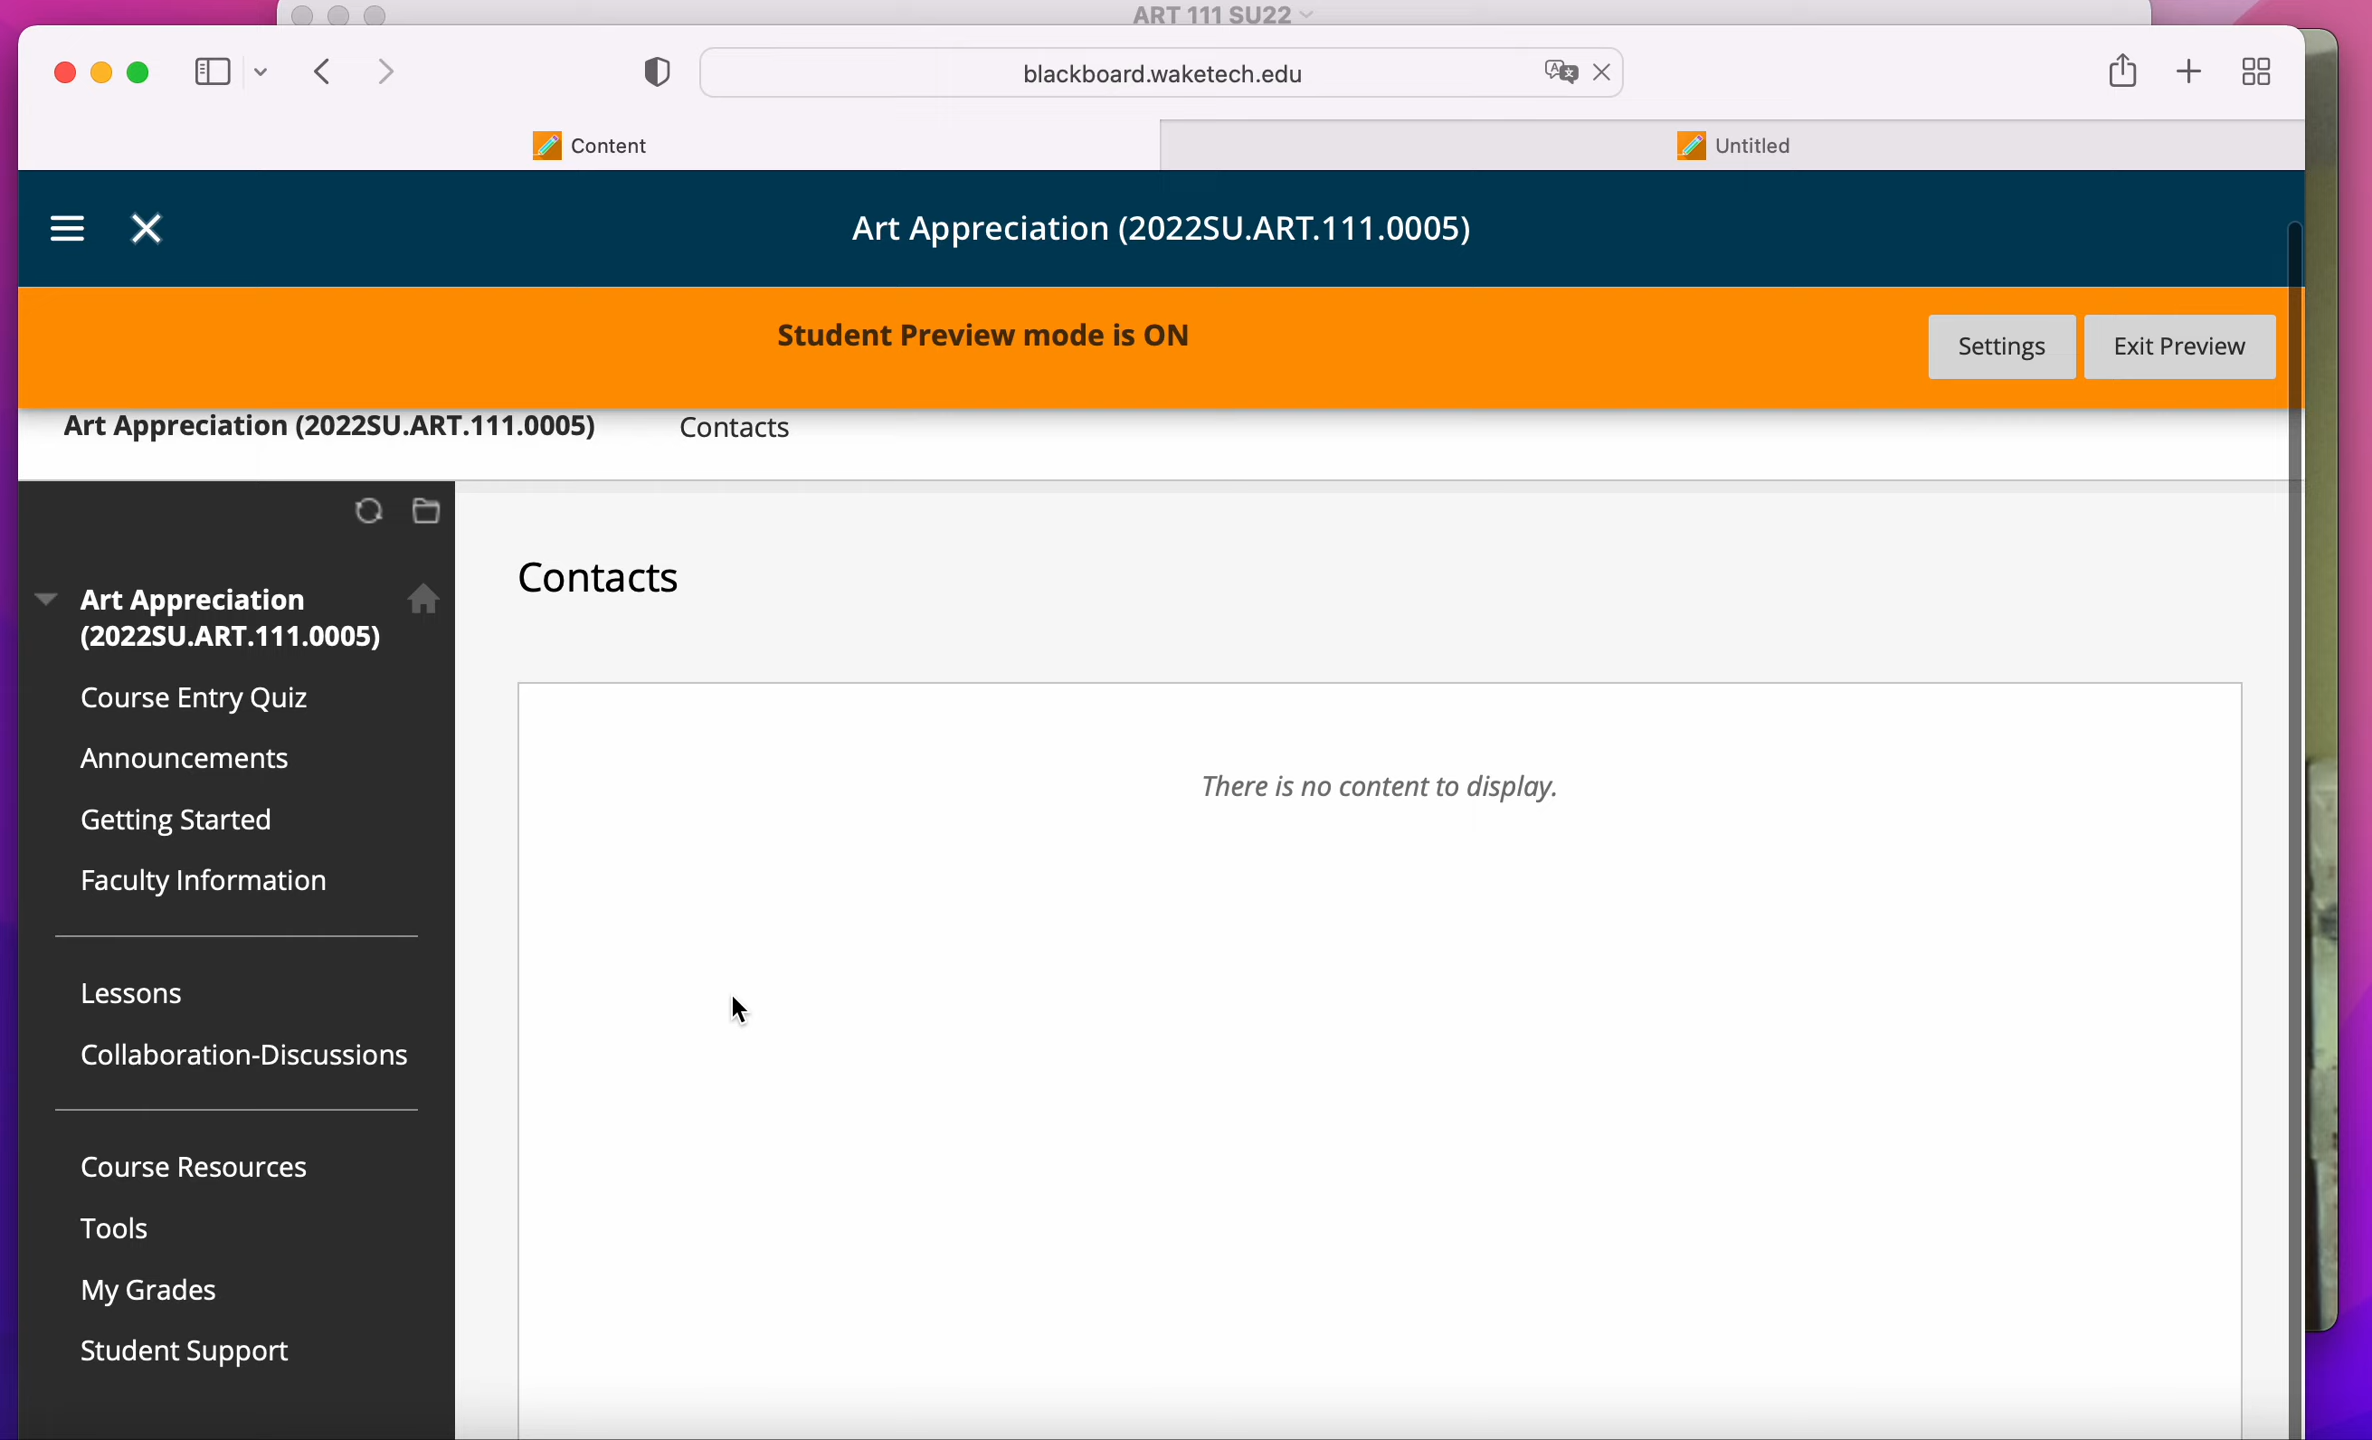 ART 111 SU22
blackboard.waketech.edu
Content
Untitled
Art Appreciation (2022SU.ART.111.0005)
Student Preview mode is ON
Settings
Exit Preview
Art Appreciation (2022SU.ART.111.0005)
Contacts
Art Appreciation
(2022SU.ART.111.0005)
Course Entry Quiz
Announcements
Getting Started
Faculty Information
Lessons
Collaboration-Discussions
Course Resources
Tools
My Grades
Student Support
Contacts
There is no content to display.